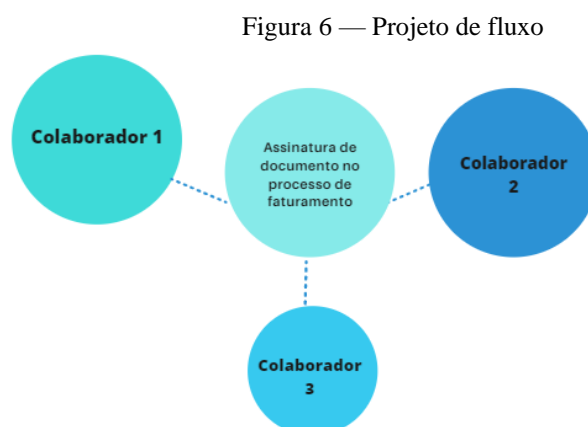 Figura 6 — Projeto de fluxo
Colaborador 1
Assinatura de
documento no
processo de
faturamento
Colaborador
2
Colaborador
3